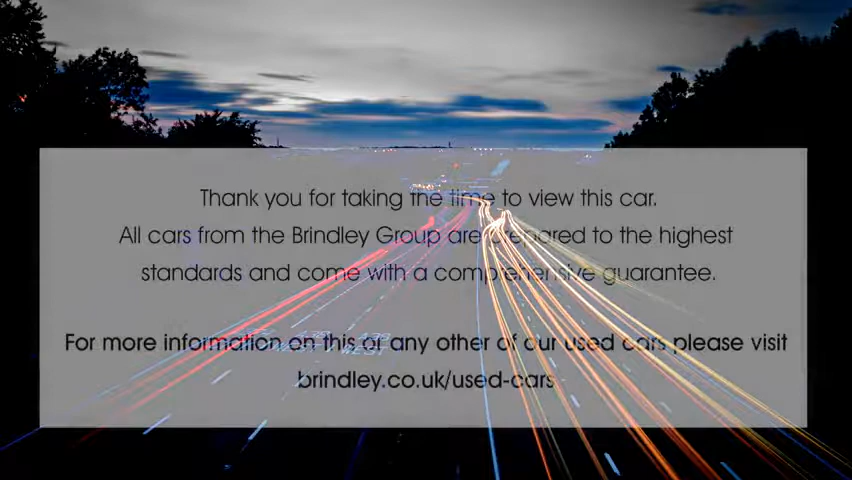 Thank you for taking the time to view this car.
All cars from the Brindley Group are prepared to the highest
standards and come with a comprehensive guarantee.
For more information on this or any other of our used cars please visit
brindley.co.uk/used-cars